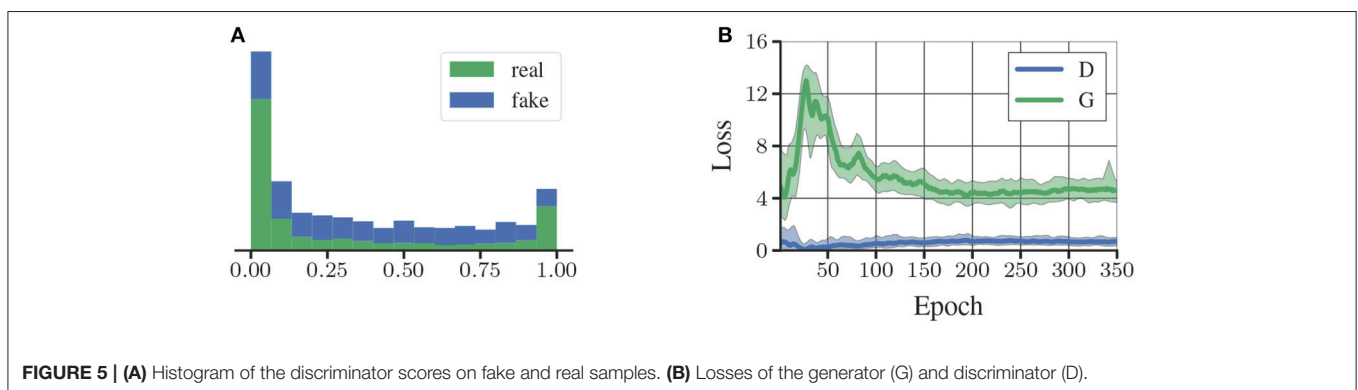 A
real
fake
0.00 0.25 0.50 0.75 1.00
B
16
12
8
4
0
Loss
D
G
50 100 150 200 250 300 350
Epoch
FIGURE 5 | (A) Histogram of the discriminator scores on fake and real samples. (B) Losses of the generator (G) and discriminator (D).